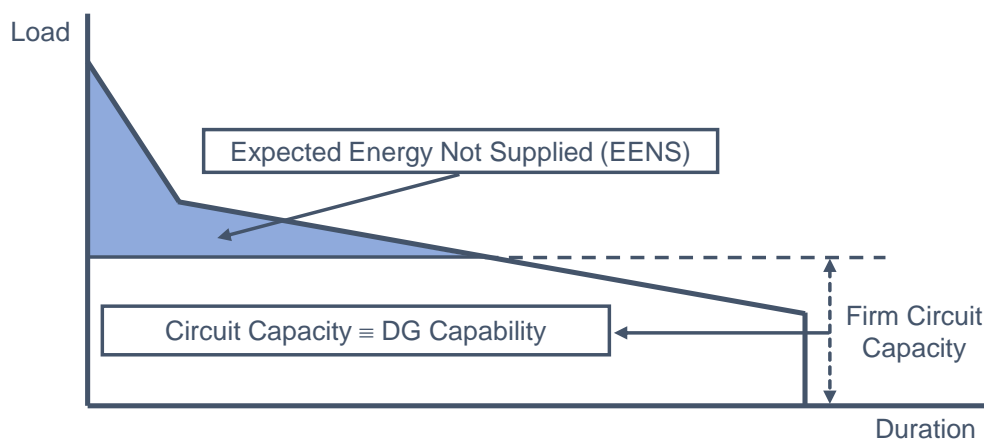 Load
Expected Energy Not Supplied (EENS)
Circuit Capacity ≡ DG Capability
Firm Circuit
Capacity
Duration